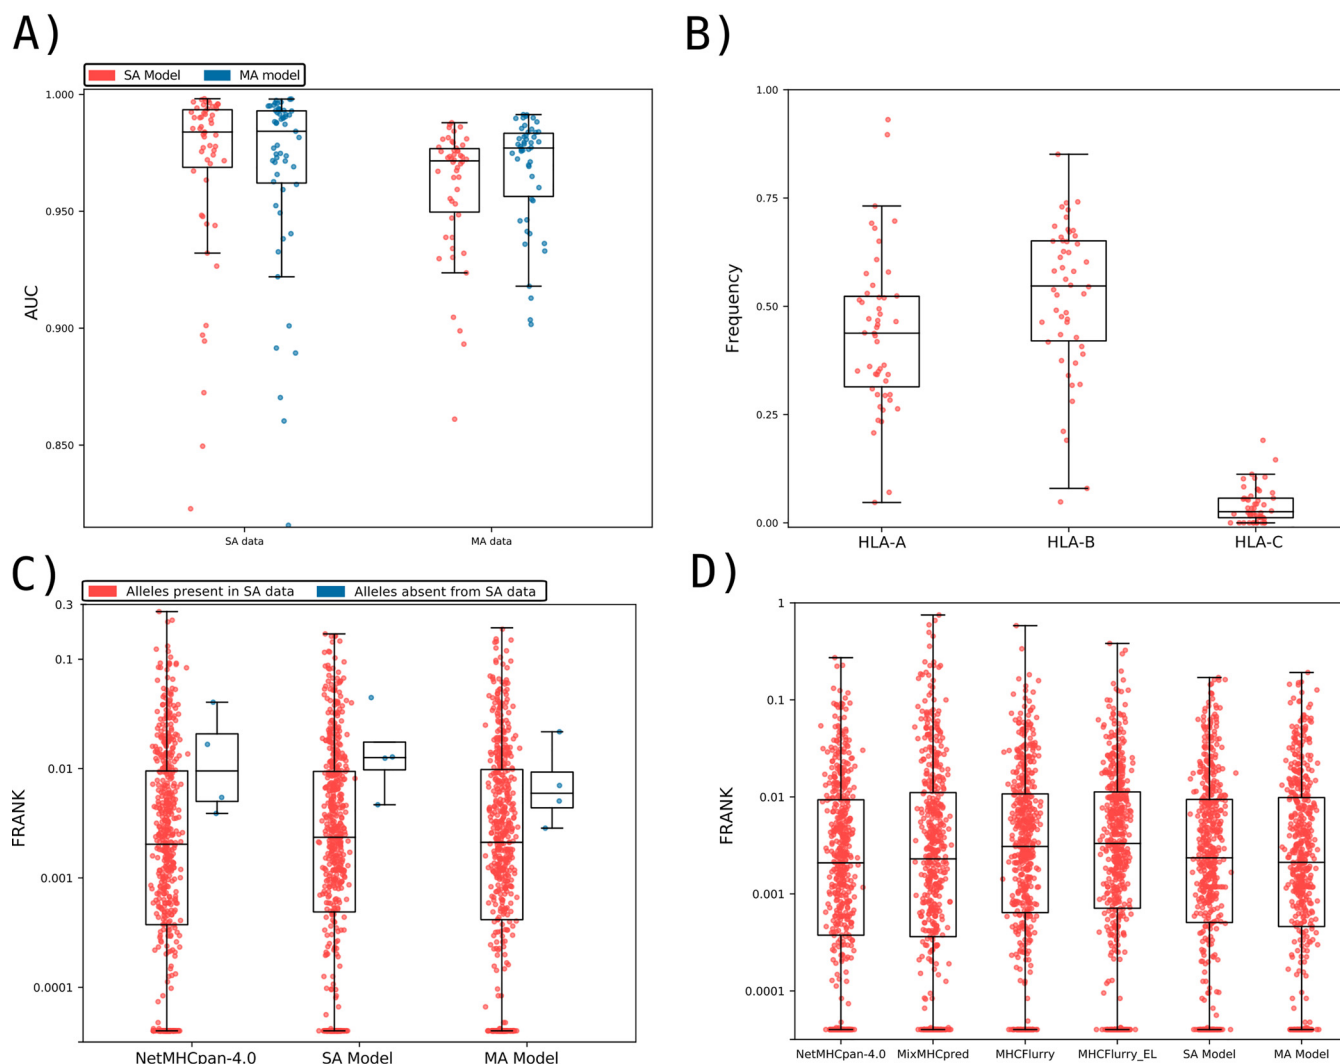 A)
SA Model MA model
1.000
0.950
0.900
0.850
AUC
SA data MA data
B)
1.00
0.75
0.50
0.25
0.00
Frequency
HLA-A HLA-B HLA-C
C)
Alleles present in SA data Alleles absent from SA data
0.3
0.1
0.01
0.001
0.0001
FRANK
NetMHCpan-4.0 SA Model MA Model
D)
1
0.1
0.01
0.001
0.0001
FRANK
NetMHCpan-4.0 MixMHCpred MHCFlurry MHCFlurry_EL SA Model MA Model